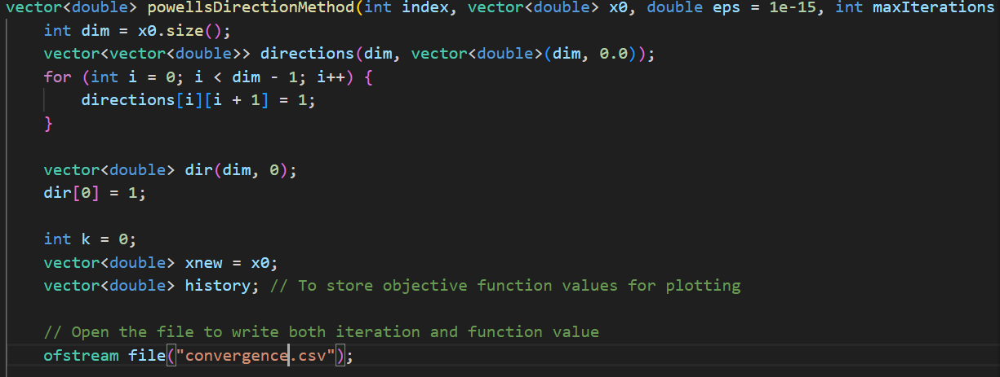 vector<double> powellsDirectionMethod(int index, vector<double> x0, double eps = 1e-15, int maxIterations
int dim = x0.size();
vector<vector<double>> directions(dim, vector<double>(dim, 0.0));
for (int i = 0; i < dim - 1; i++) {
directions[i][i + 1] = 1;
}
vector<double> dir(dim, 0);
dir[0] = 1;
int k = 0;
vector<double> xnew = x0;
vector<double> history; // To store objective function values for plotting
// Open the file to write both iteration and function value
ofstream file("convergence.csv");